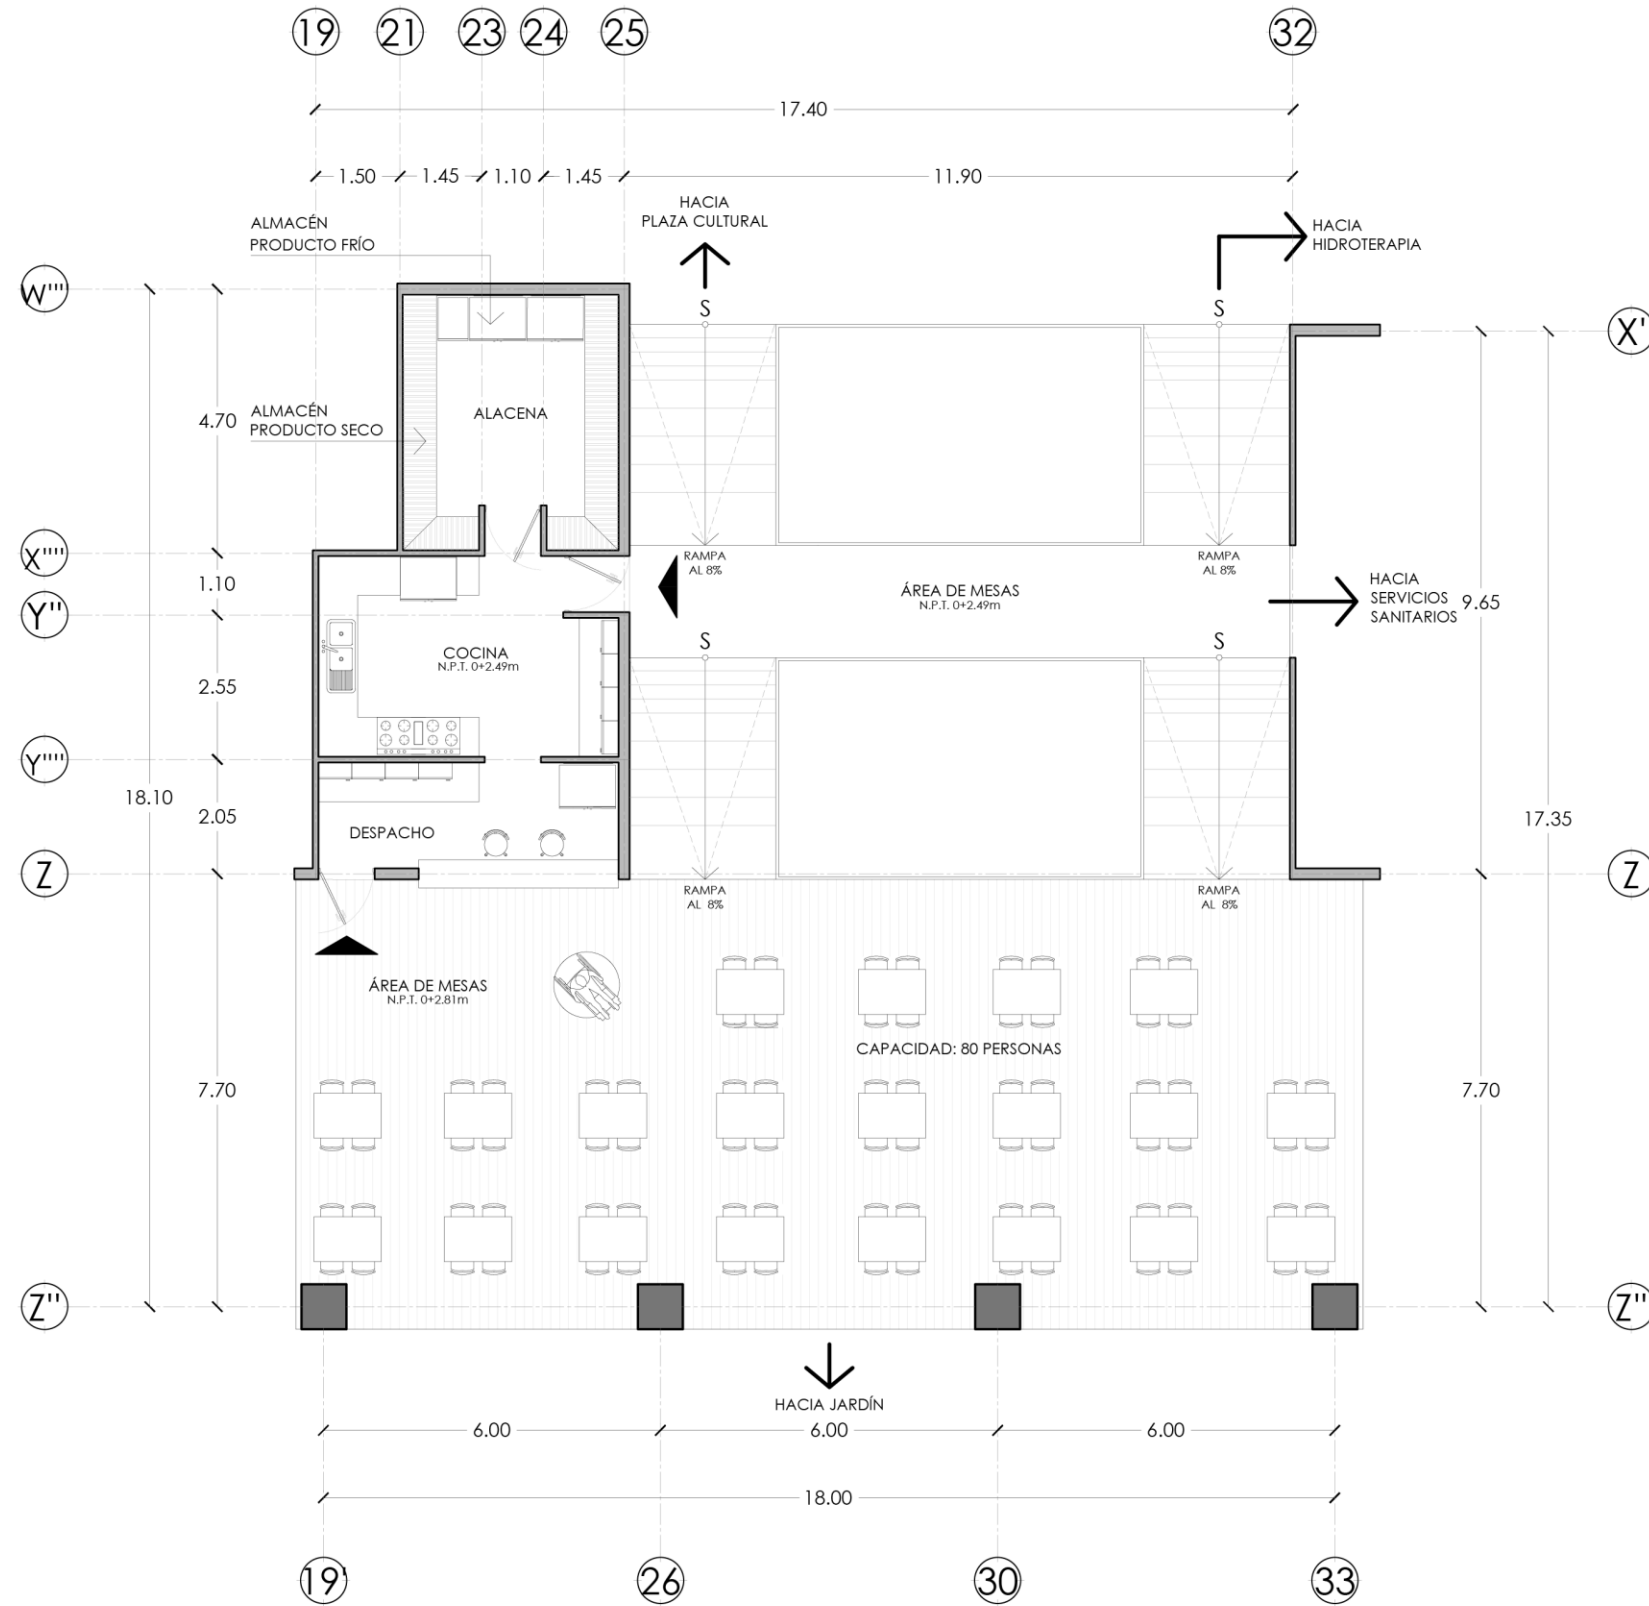 19 21 23 24 25 32
17.40
1.50 1.45 1.10 1.45 11.90
HACIA
PLAZA CULTURAL
HACIA
HIDROTERAPIA
ALMACÉN
PRODUCTO FRÍO
W''''
S S
X'
ALMACÉN
PRODUCTO SECO
ALACENA
4.70
X''''
RAMPA
AL 8%
RAMPA
AL 8%
1.10
ÁREA DE MESAS
N.P.T. 0+2.49m
HACIA
SERVICIOS
SANITARIOS
9.65
Y''
S S
COCINA
N.P.T. 0+2.49m
2.55
Y''''
18.10
2.05
17.35
DESPACHO
Z
Z
RAMPA
AL 8%
RAMPA
AL 8%
ÁREA DE MESAS
N.P.T. 0+2.81m
CAPACIDAD: 80 PERSONAS
7.70
7.70
Z''
Z''
HACIA JARDÍN
6.00 6.00 6.00
18.00
19' 26 30 33